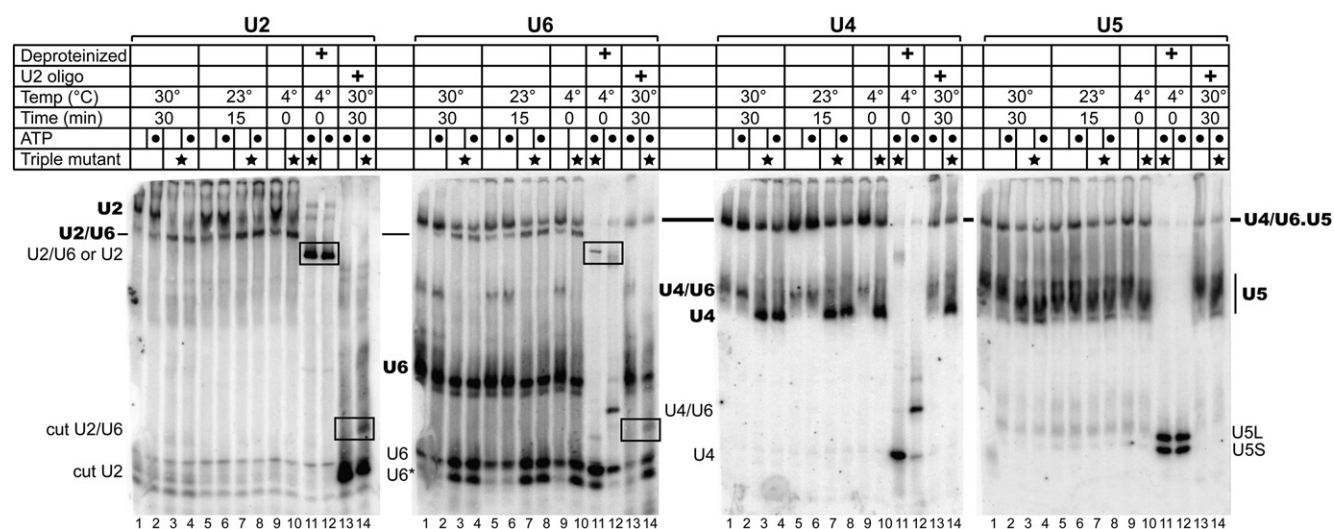 U2 U6 U4 U5
Deproteinized + + + +
U2 oligo + + + +
Temp (°C) 30° 23° 4° 4° 30° 30° 23° 4° 4° 30° 30° 23° 4° 4° 30° 30° 23° 4° 4° 30°
Time (min) 30 15 0 0 30 30 15 0 0 30 30 15 0 0 30 30 15 0 0 30
ATP
Triple mutant
U2
U2/U6
U2/U6 or U2
cut U2/U6
cut U2
U6
U6
U6*
U4/U6
U4
U4/U6
U4
U4/U6.U5
U5
U5L
U5S
1 2 3 4 5 6 7 8 9 10 11 12 13 14 1 2 3 4 5 6 7 8 9 10 11 12 13 14 1 2 3 4 5 6 7 8 9 10 11 12 13 14 1 2 3 4 5 6 7 8 9 10 11 12 13 14